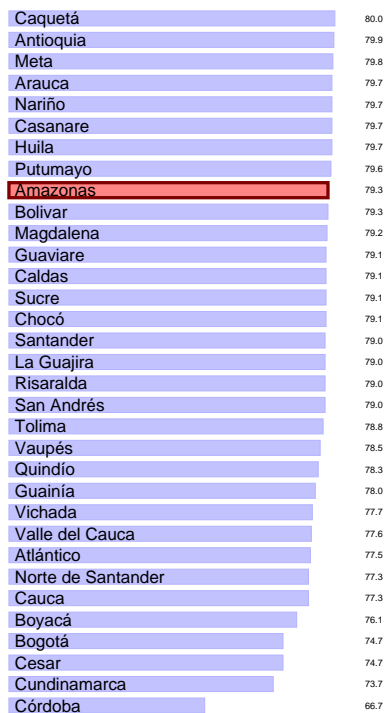 Caquetá 80.0
Antioquia 79.9
Meta 79.8
Arauca 79.7
Nariño 79.7
Casanare 79.7
Huila 79.7
Putumayo 79.6
Amazonas 79.3
Bolivar 79.3
Magdalena 79.2
Guaviare 79.1
Caldas 79.1
Sucre 79.1
Chocó 79.1
Santander 79.0
La Guajira 79.0
Risaralda 79.0
San Andrés 79.0
Tolima 78.8
Vaupés 78.5
Quindío 78.3
Guainía 78.0
Vichada 77.7
Valle del Cauca 77.6
Atlántico 77.5
Norte de Santander 77.3
Cauca 77.3
Boyacá 76.1
Bogotá 74.7
Cesar 74.7
Cundinamarca 73.7
Córdoba 66.7